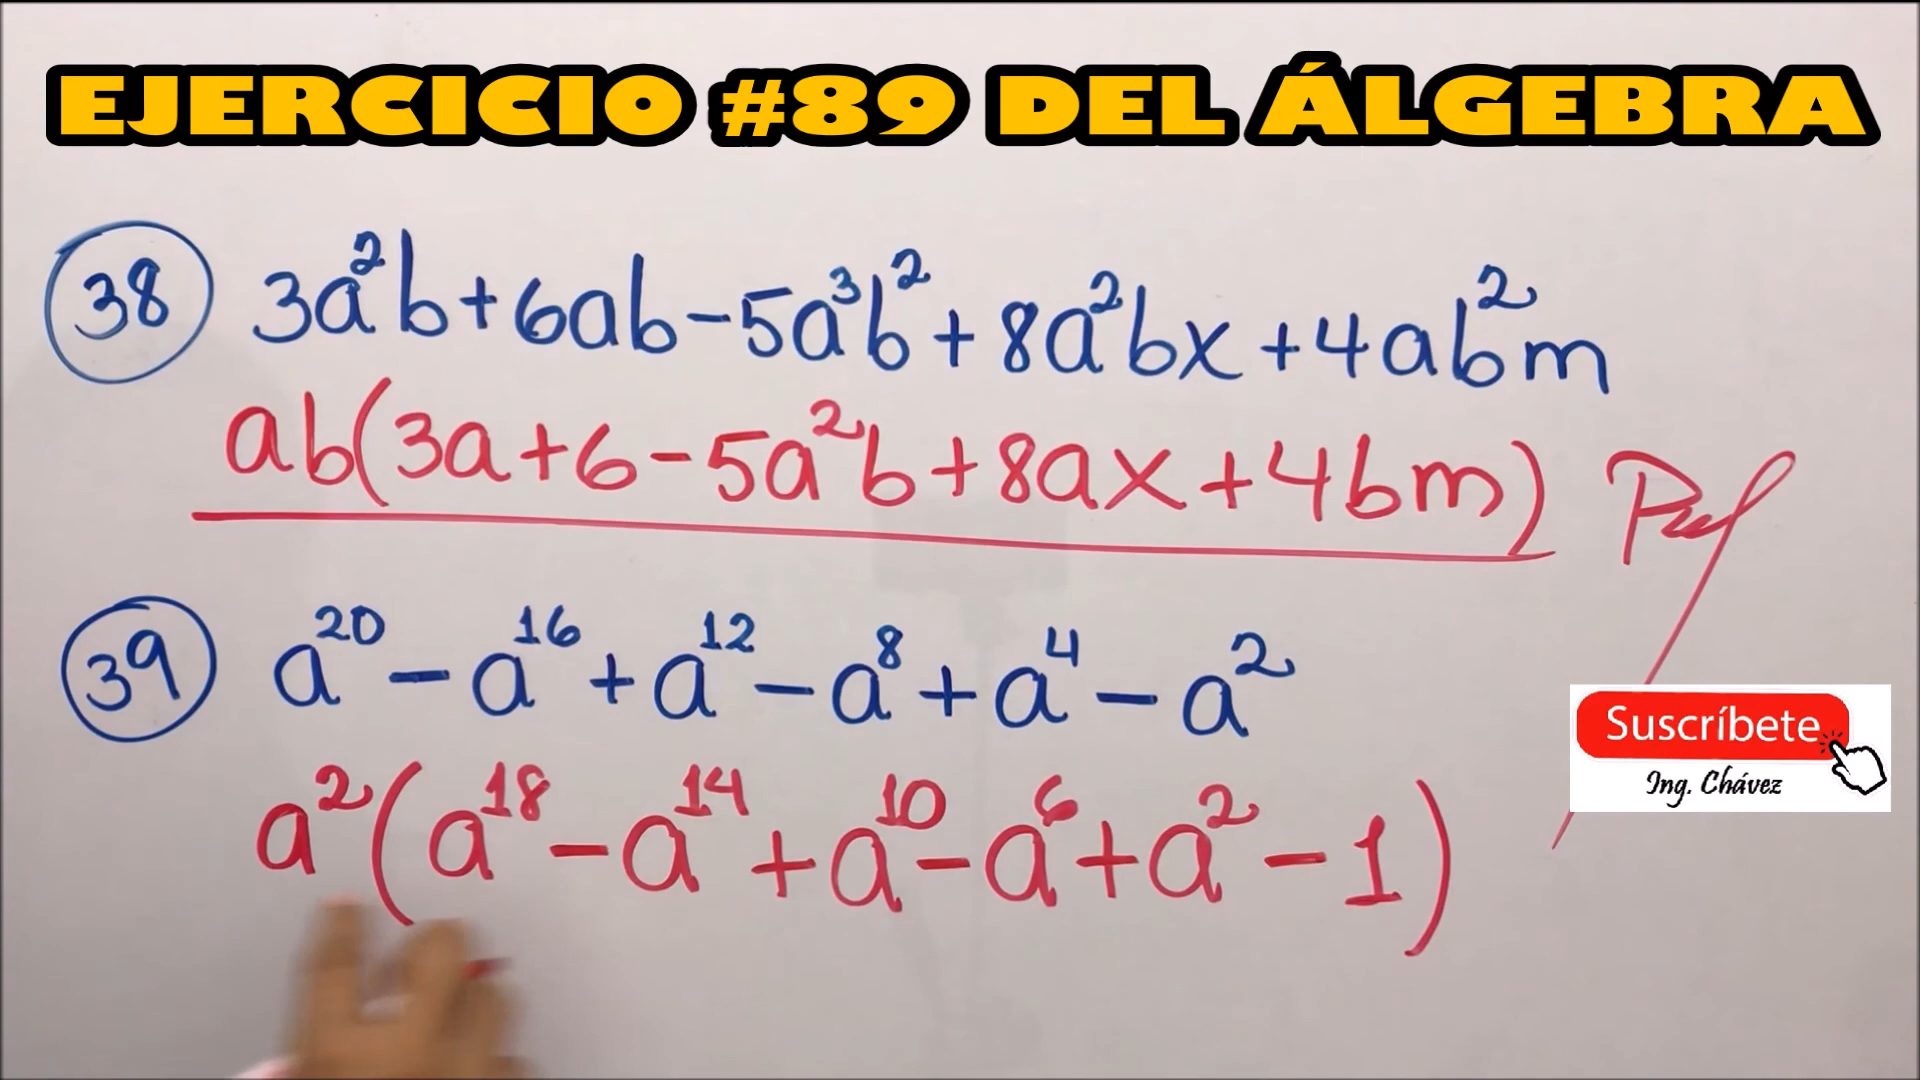 EJERCICIO #89 DEL ÁLGEBRA
38 3a²b+6ab-5a³b²+8a²bx+4ab²m
ab(3a+6-5a²b+8ax+4bm)
39 a²⁰-a¹⁶+a¹²-a⁸+a⁴-a²
a²(a¹⁸-a¹⁴+a¹⁰-a⁶+a²-1)
Suscríbete
Ing. Chávez